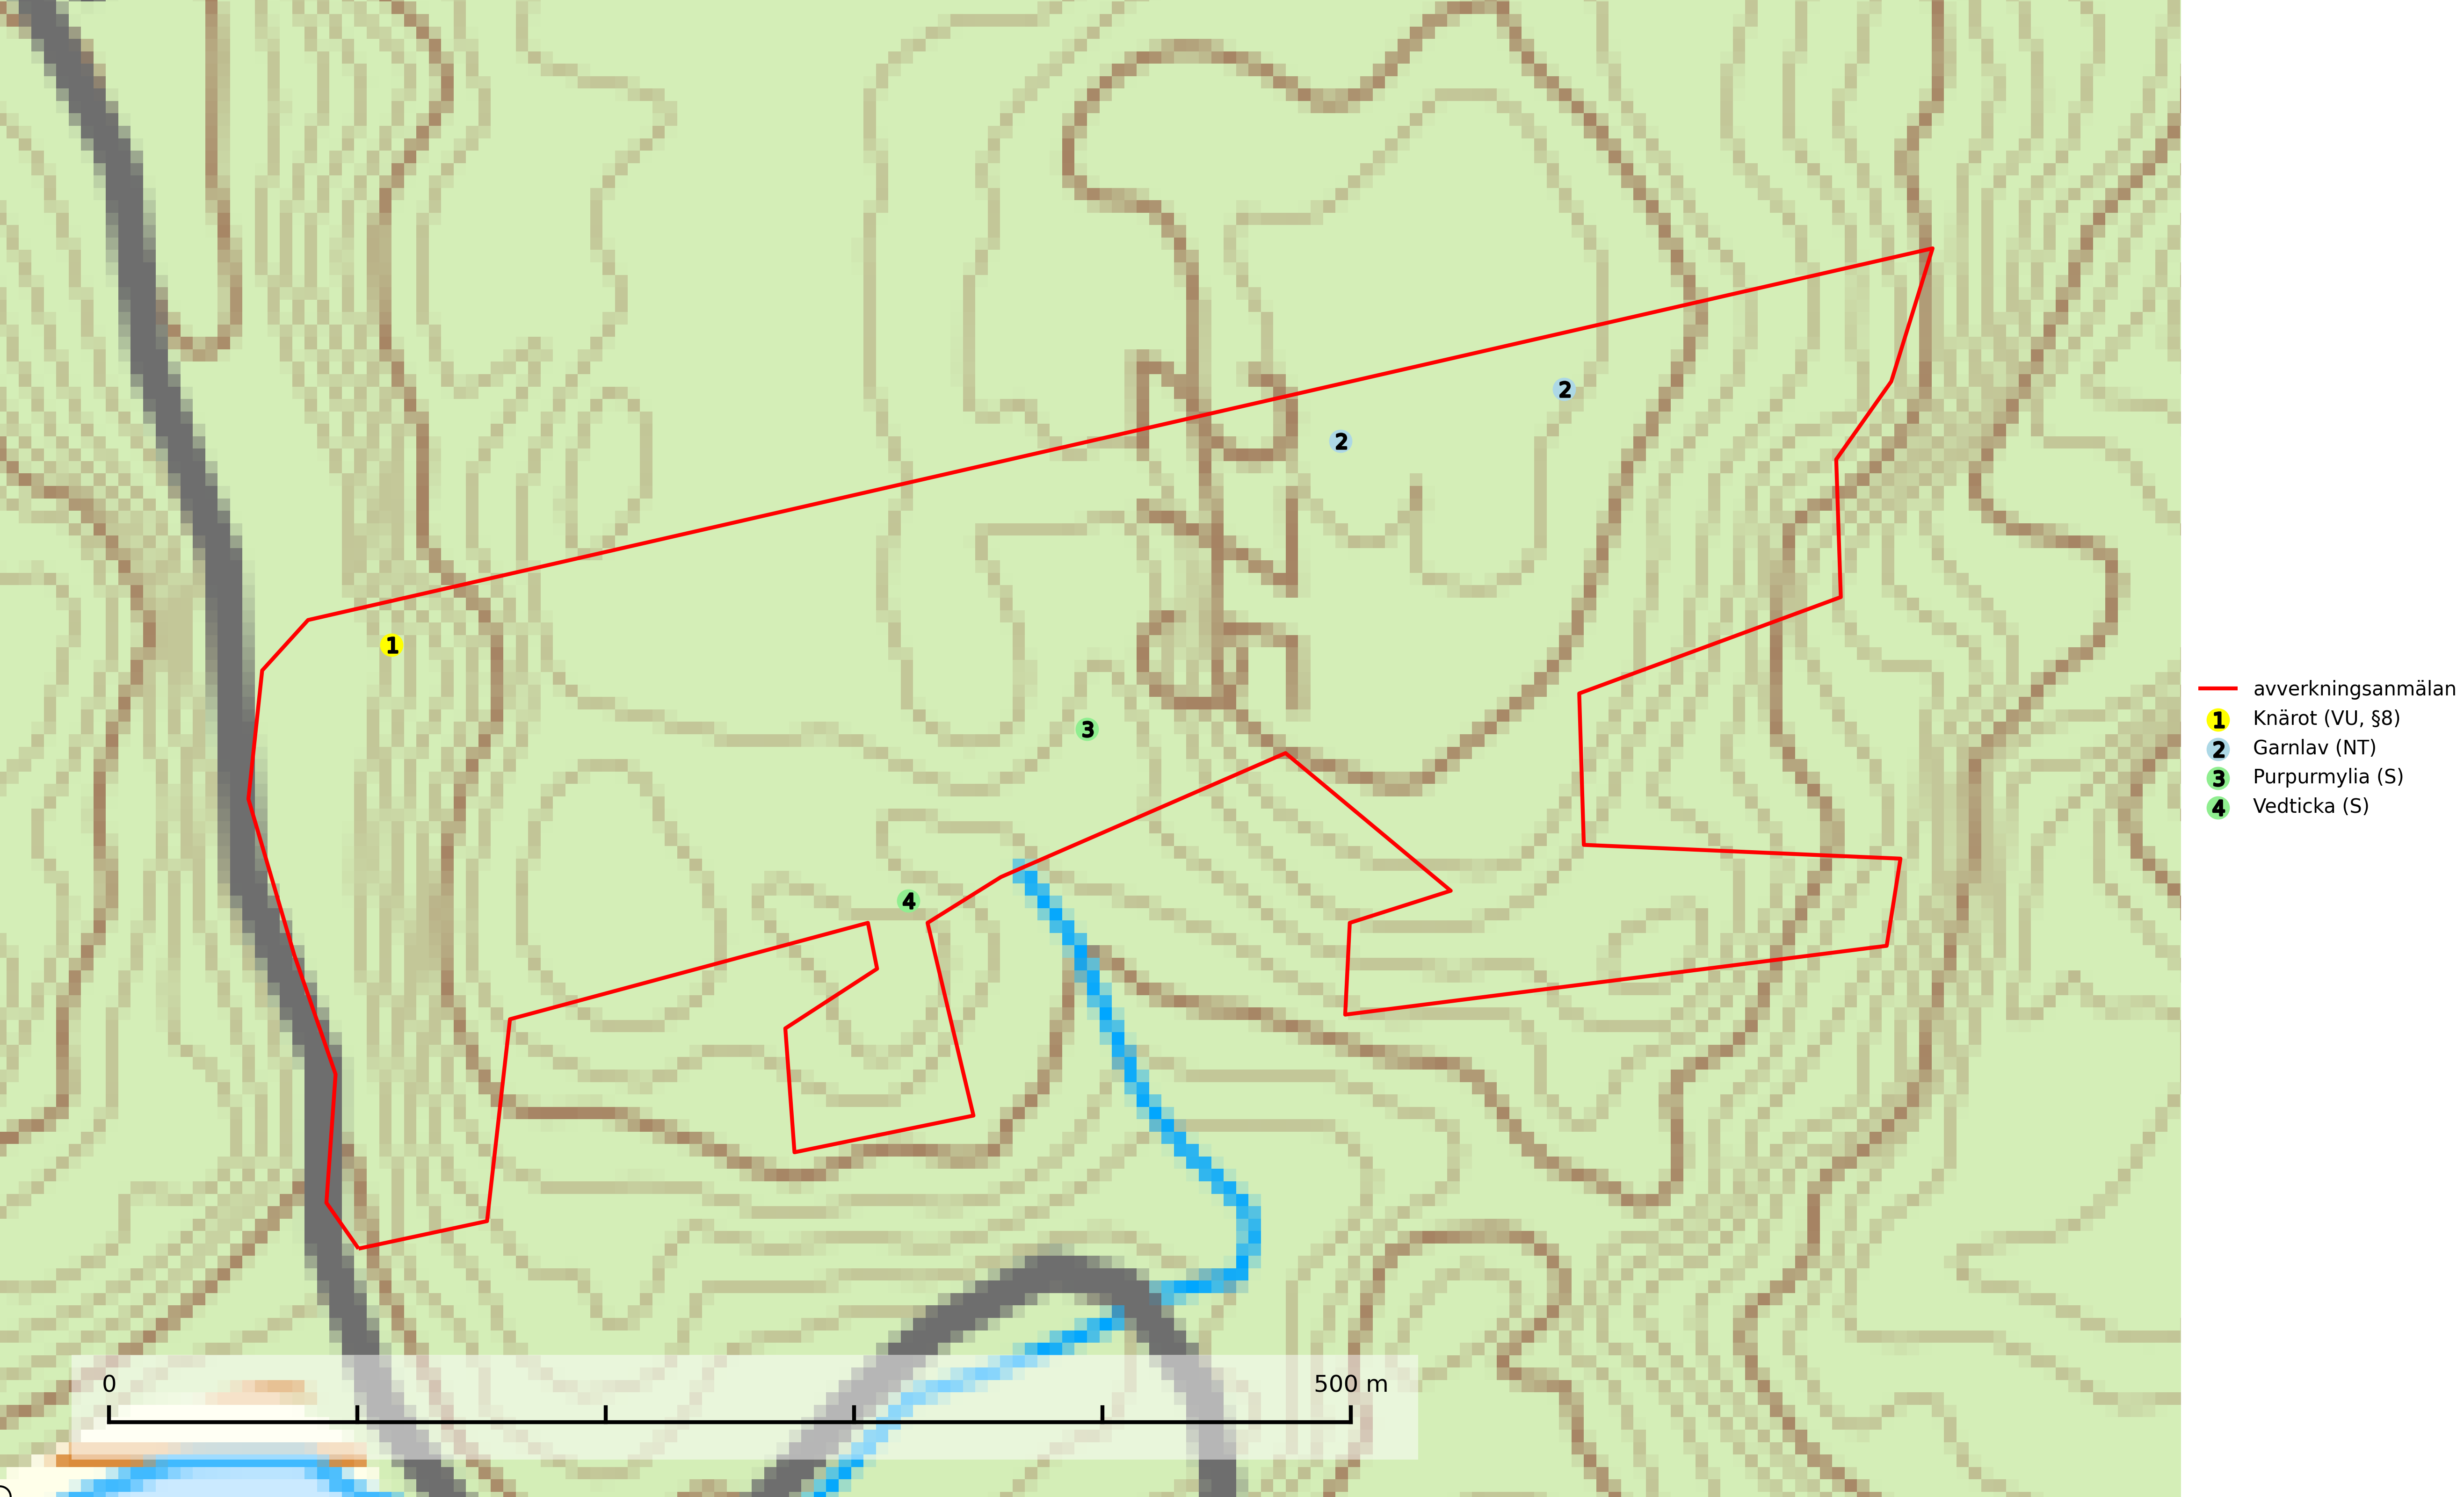 2
2
1
3
4
avverkningsanmälan
1 Knärot (VU, §8)
2 Garnlav (NT)
3 Purpurmylia (S)
4 Vedticka (S)
0 500 m